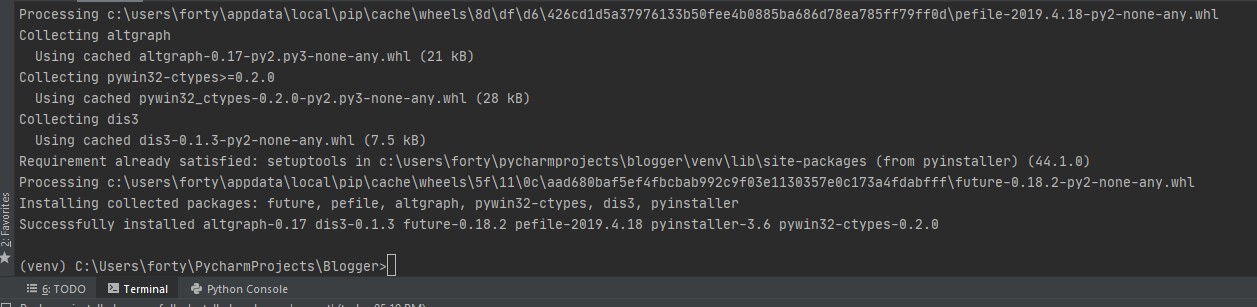 Processing c:\users\forty\appdata\local\pip\cache\wheels\8d\df\d6\426cd1d5a37976133b50fee4b0885ba686d78ea785ff79ff0d\pefile-2019.4.18-py2-none-any.whl
Collecting altgraph
Using cached altgraph-0.17-py2.py3-none-any.whl (21 kB)
Collecting pywin32-ctypes>=0.2.0
Using cached pywin32_ctypes-0.2.0-py2.py3-none-any.whl (28 kB)
Collecting dis3
Using cached dis3-0.1.3-py2-none-any.whl (7.5 kB)
Requirement already satisfied: setuptools in c:\users\forty\pycharmprojects\blogger\venv\lib\site-packages (from pyinstaller) (44.1.0)
Processing c:\users\forty\appdata\local\pip\cache\wheels\5f\11\0c\aad680baf5ef4fbcbab992c9f03e1130357e0c173a4fdabfff\future-0.18.2-py2-none-any.whl
Installing collected packages: future, pefile, altgraph, pywin32-ctypes, dis3, pyinstaller
Successfully installed altgraph-0.17 dis3-0.1.3 future-0.18.2 pefile-2019.4.18 pyinstaller-3.6 pywin32-ctypes-0.2.0
(venv) C:\Users\forty\PycharmProjects\Blogger>
2: Favorites
6: TODO Terminal Python Console